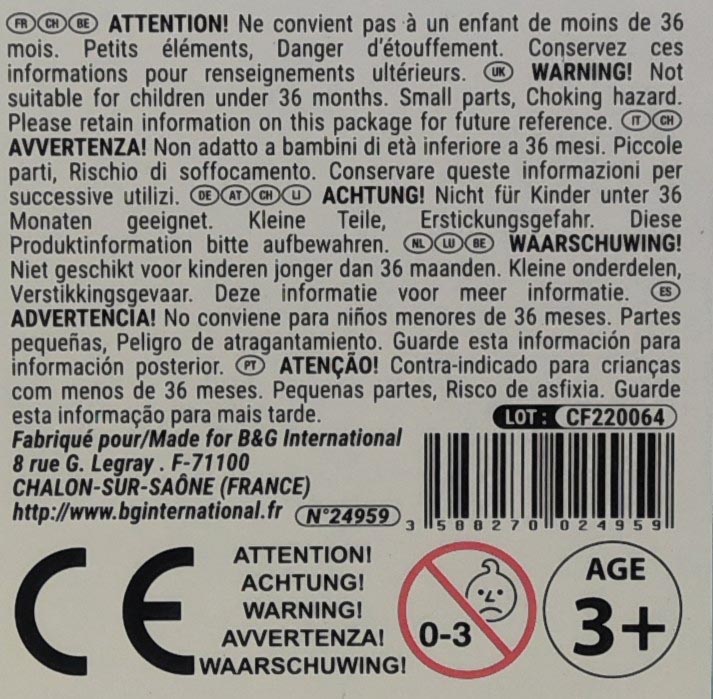 FR CH BE ATTENTION! Ne convient pas à un enfant de moins de 36
mois. Petits éléments, Danger d'étouffement. Conservez ces
informations pour renseignements ultérieurs. UK WARNING! Not
suitable for children under 36 months. Small parts, Choking hazard.
Please retain information on this package for future reference. IT CH
AVVERTENZA! Non adatto a bambini di età inferiore a 36 mesi. Piccole
parti, Rischio di soffocamento. Conservare queste informazioni per
successive utilizi. DE AT CH LI ACHTUNG! Nicht für Kinder unter 36
Monaten geeignet. Kleine Teile, Erstickungsgefahr. Diese
Produktinformation bitte aufbewahren. NL LU BE WAARSCHUWING!
Niet geschikt voor kinderen jonger dan 36 maanden. Kleine onderdelen,
Verstikkingsgevaar. Deze informatie voor meer informatie. ES
ADVERTENCIA! No conviene para niños menores de 36 meses. Partes
pequeñas, Peligro de atragantamiento. Guarde esta información para
información posterior. PT ATENÇÃO! Contra-indicado para crianças
com menos de 36 meses. Pequenas partes, Risco de asfixia. Guarde
esta informação para mais tarde.
LOT : CF220064
Fabriqué pour/Made for B&G International
8 rue G. Legray . F-71100
CHALON-SUR-SAÔNE (FRANCE)
http://www.bginternational.fr N°24959
3 588270 024959
CE
ATTENTION!
ACHTUNG!
WARNING!
AVVERTENZA!
WAARSCHUWING!
0-3
AGE
3+